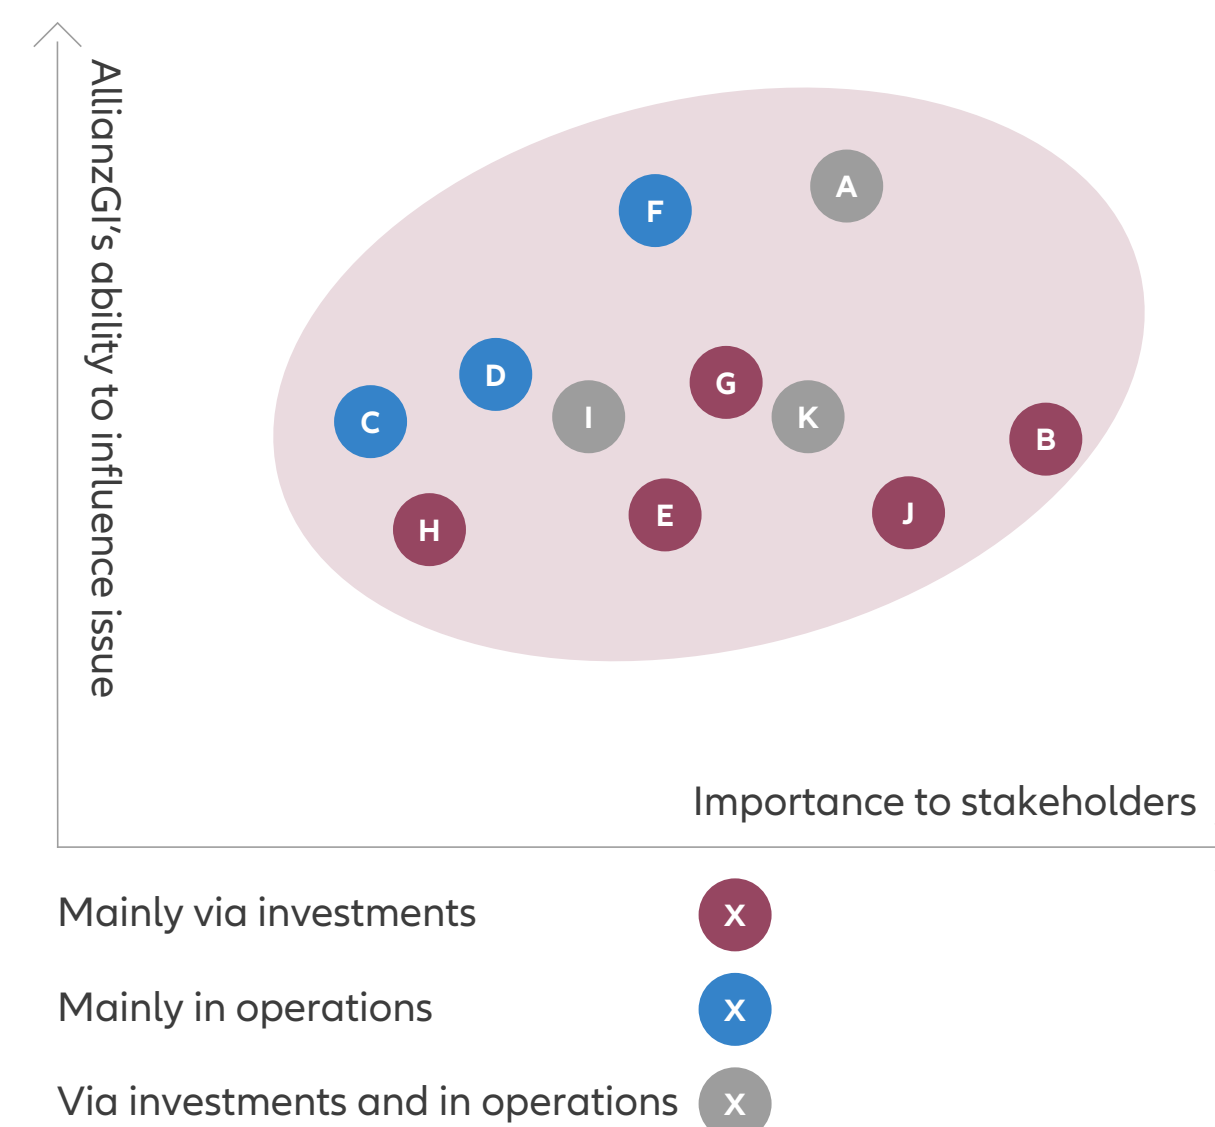 AllianzGI's ability to influence issue
A
F
D
G
C
I
K
B
H
E
J
Importance to stakeholders
Mainly via investments X
Mainly in operations X
Via investments and in operations X